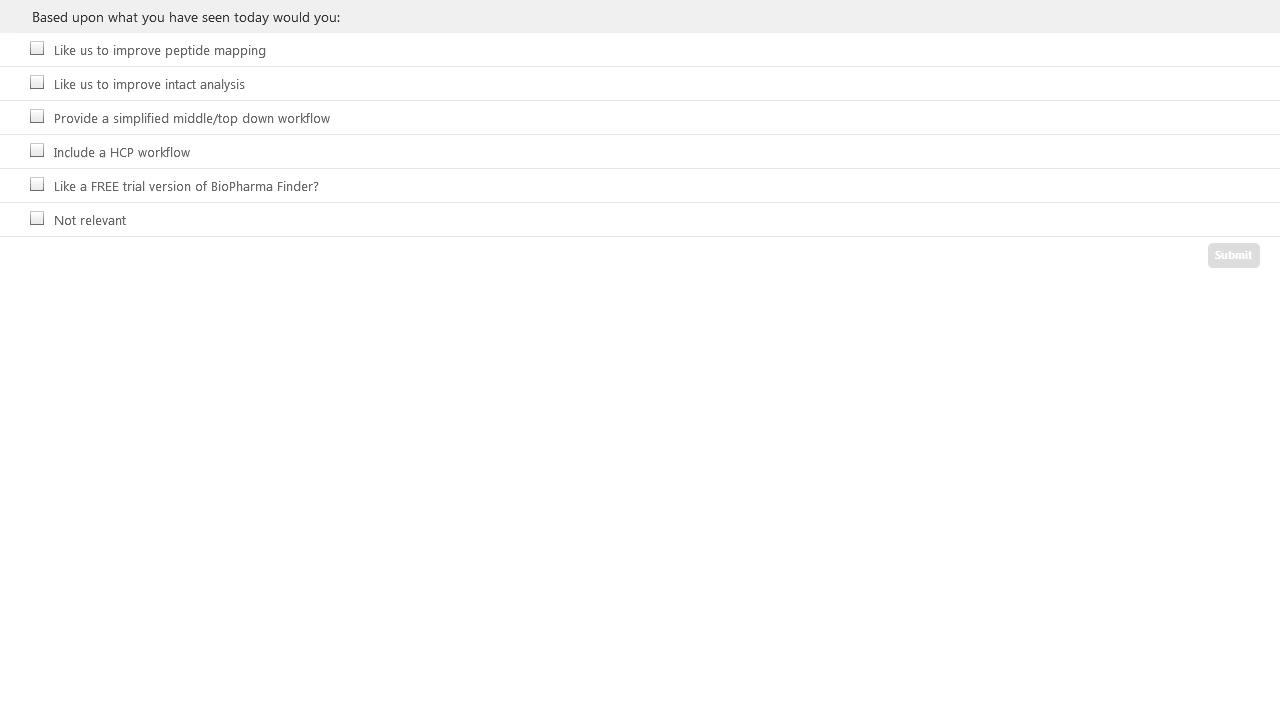 Based upon what you have seen today would you:
Like us to improve peptide mapping
Like us to improve intact analysis
Provide a simplified middle/top down workflow
Include a HCP workflow
Like a FREE trial version of BioPharma Finder?
Not relevant
Submit